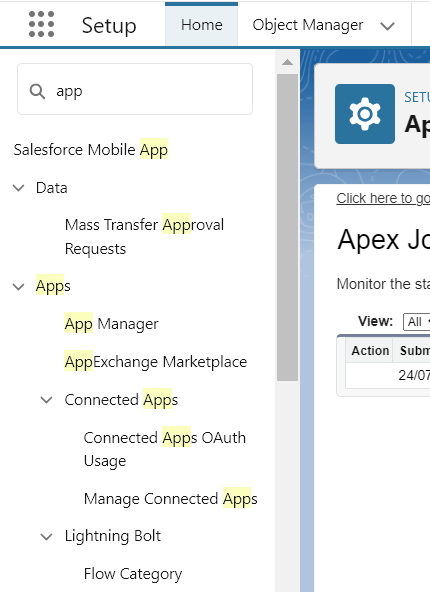 Setup
Home
Object Manager
app
Salesforce Mobile App
Data
Mass Transfer Approval
Requests
Apps
App Manager
AppExchange Marketplace
Connected Apps
Connected Apps OAuth
Usage
Manage Connected Apps
Lightning Bolt
Flow Category
SETU
Ap
Click here to go
Apex Jo
Monitor the sta
View: All
Action Subm
24/07